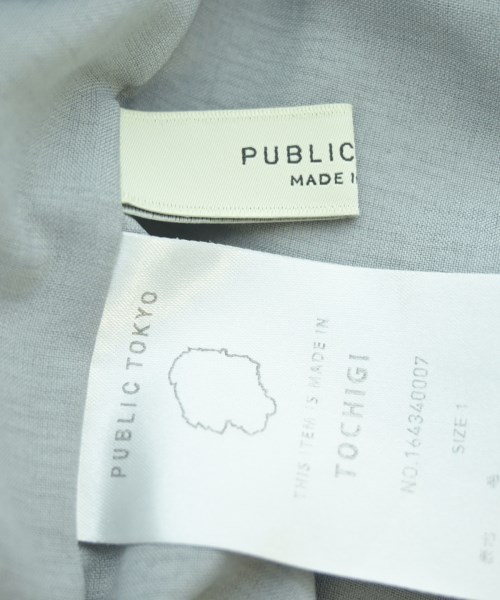 PUBLIC
MADE I
PUBLIC TOKYO
THIS ITEM IS MADE IN
TOCHIGI
NO.164340007
SIZE 1